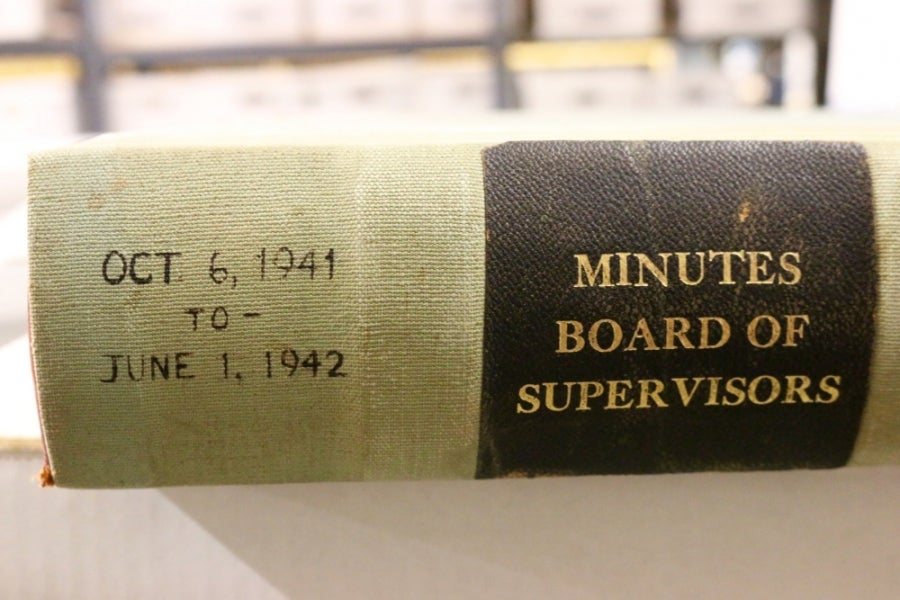 OCT. 6, 1941
TO -
JUNE 1, 1942
MINUTES
BOARD OF
SUPERVISORS